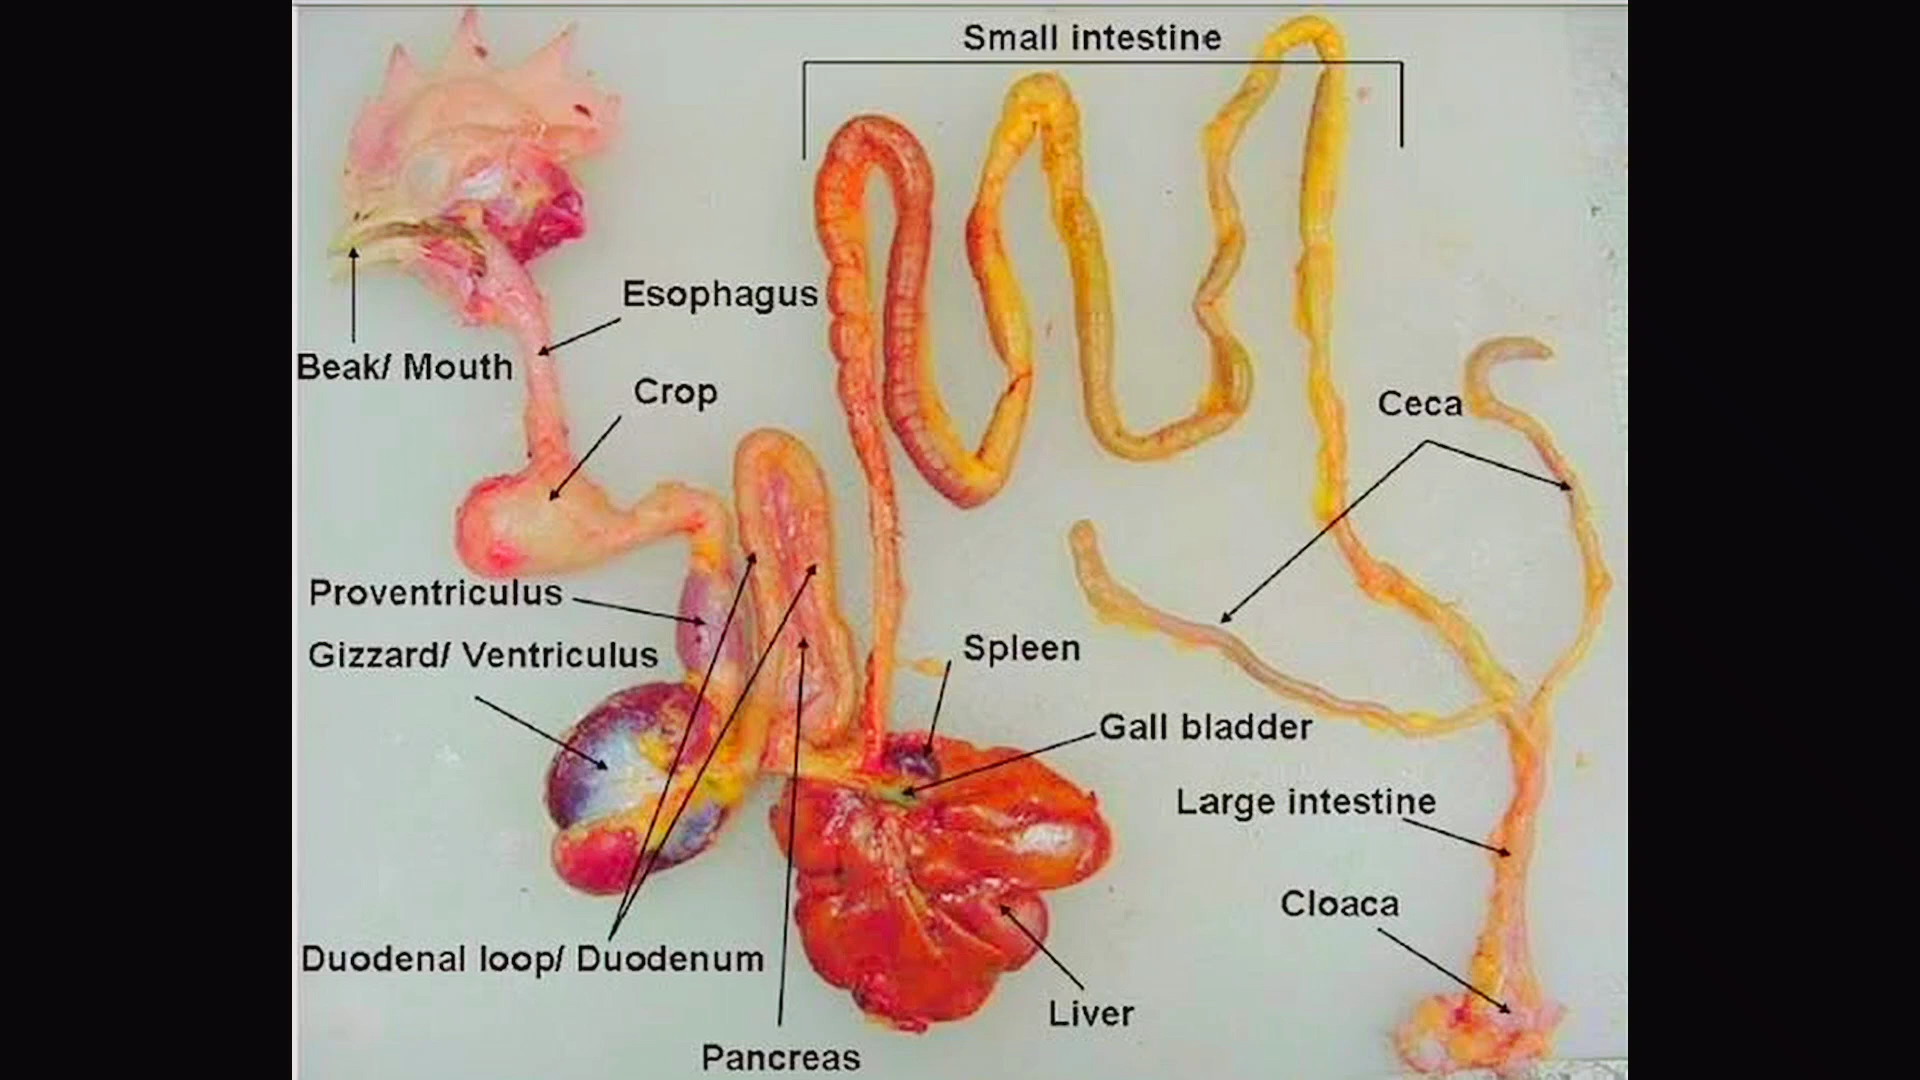 Small intestine
Esophagus
Beak/ Mouth
Crop
Ceca
Proventriculus
Gizzard/ Ventriculus
Spleen
Gall bladder
Large intestine
Cloaca
Duodenal loop/ Duodenum
Liver
Pancreas